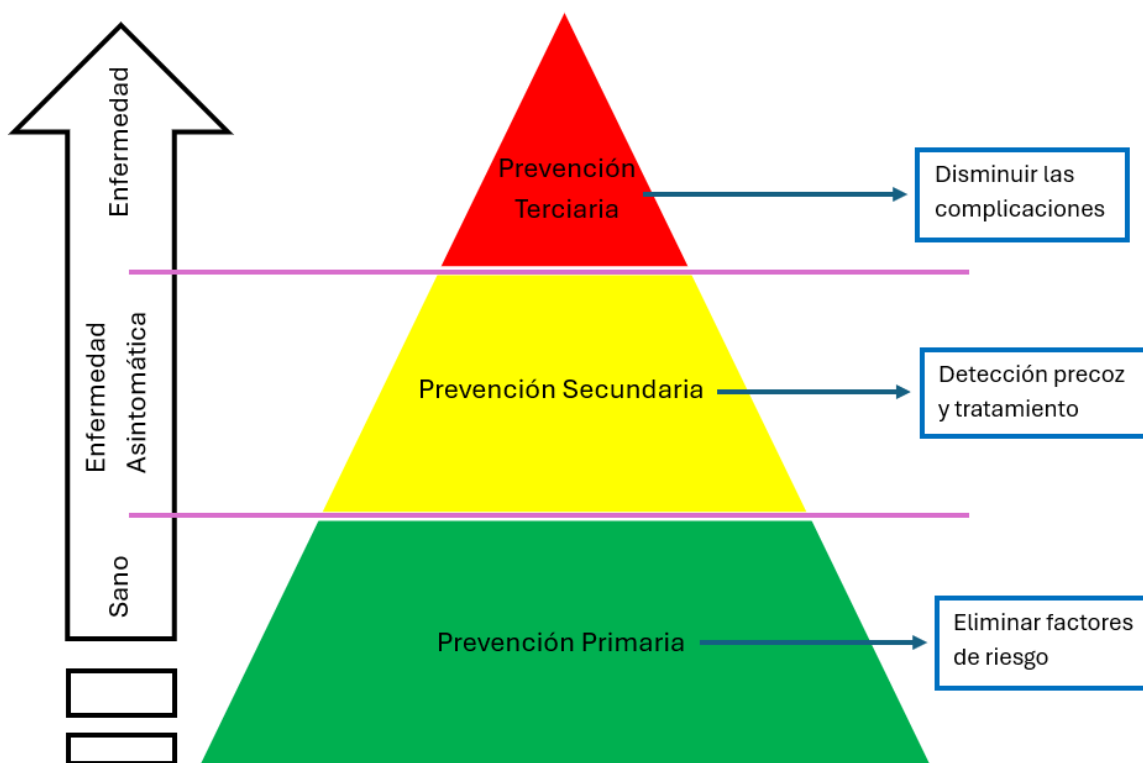 Enfermedad
Prevención
Terciaria
Disminuir las
complicaciones
Enfermedad
Asintomática
Prevención Secundaria
Detección precoz
y tratamiento
Sano
Prevención Primaria
Eliminar factores
de riesgo